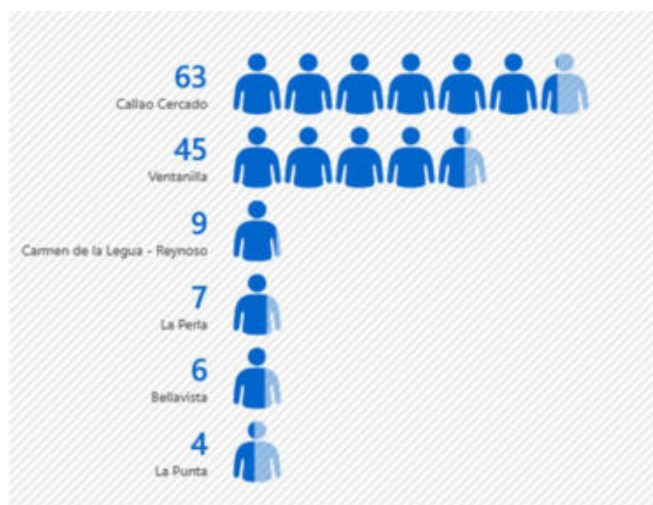 63
Callao Cercado
45
Ventanilla
9
Carmen de la Legua - Reynoso
7
La Perla
6
Bellavista
4
La Punta